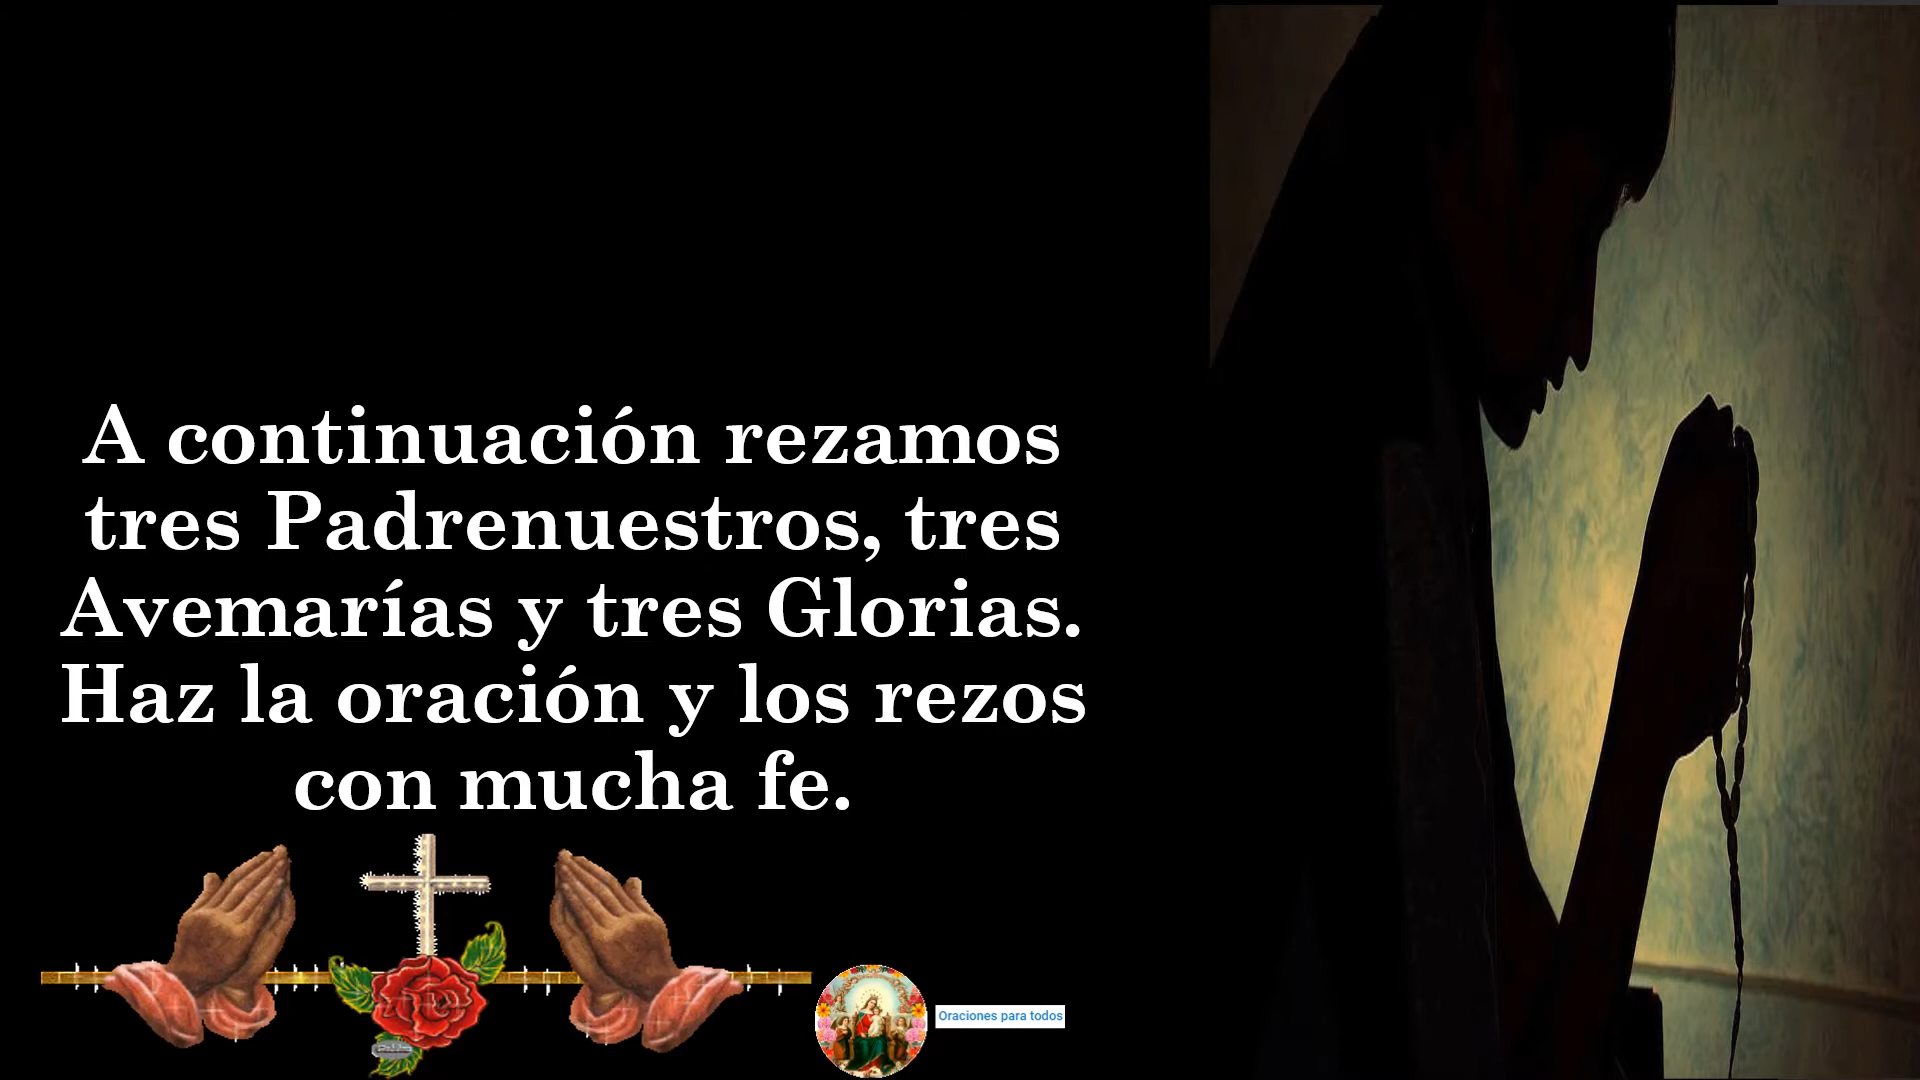 A continuación rezamos
tres Padrenuestros, tres
Avemarías y tres Glorias.
Haz la oración y los rezos
con mucha fe.
Oraciones para todos